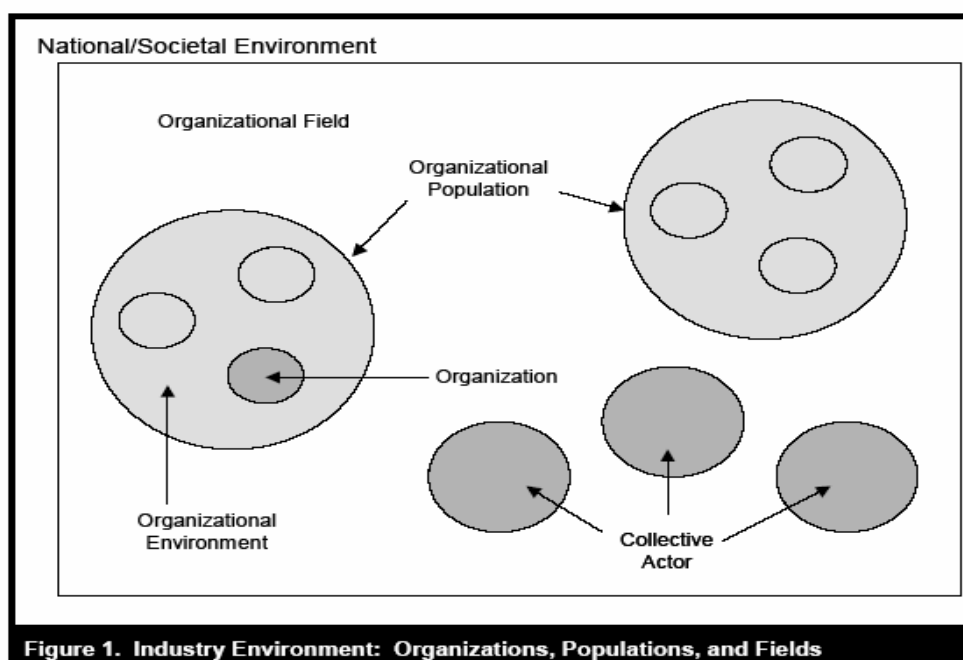 National/Societal Environment
Organizational Field
Organizational
Population
Organization
Organizational
Environment
Collective
Actor
Figure 1. Industry Environment: Organizations, Populations, and Fields